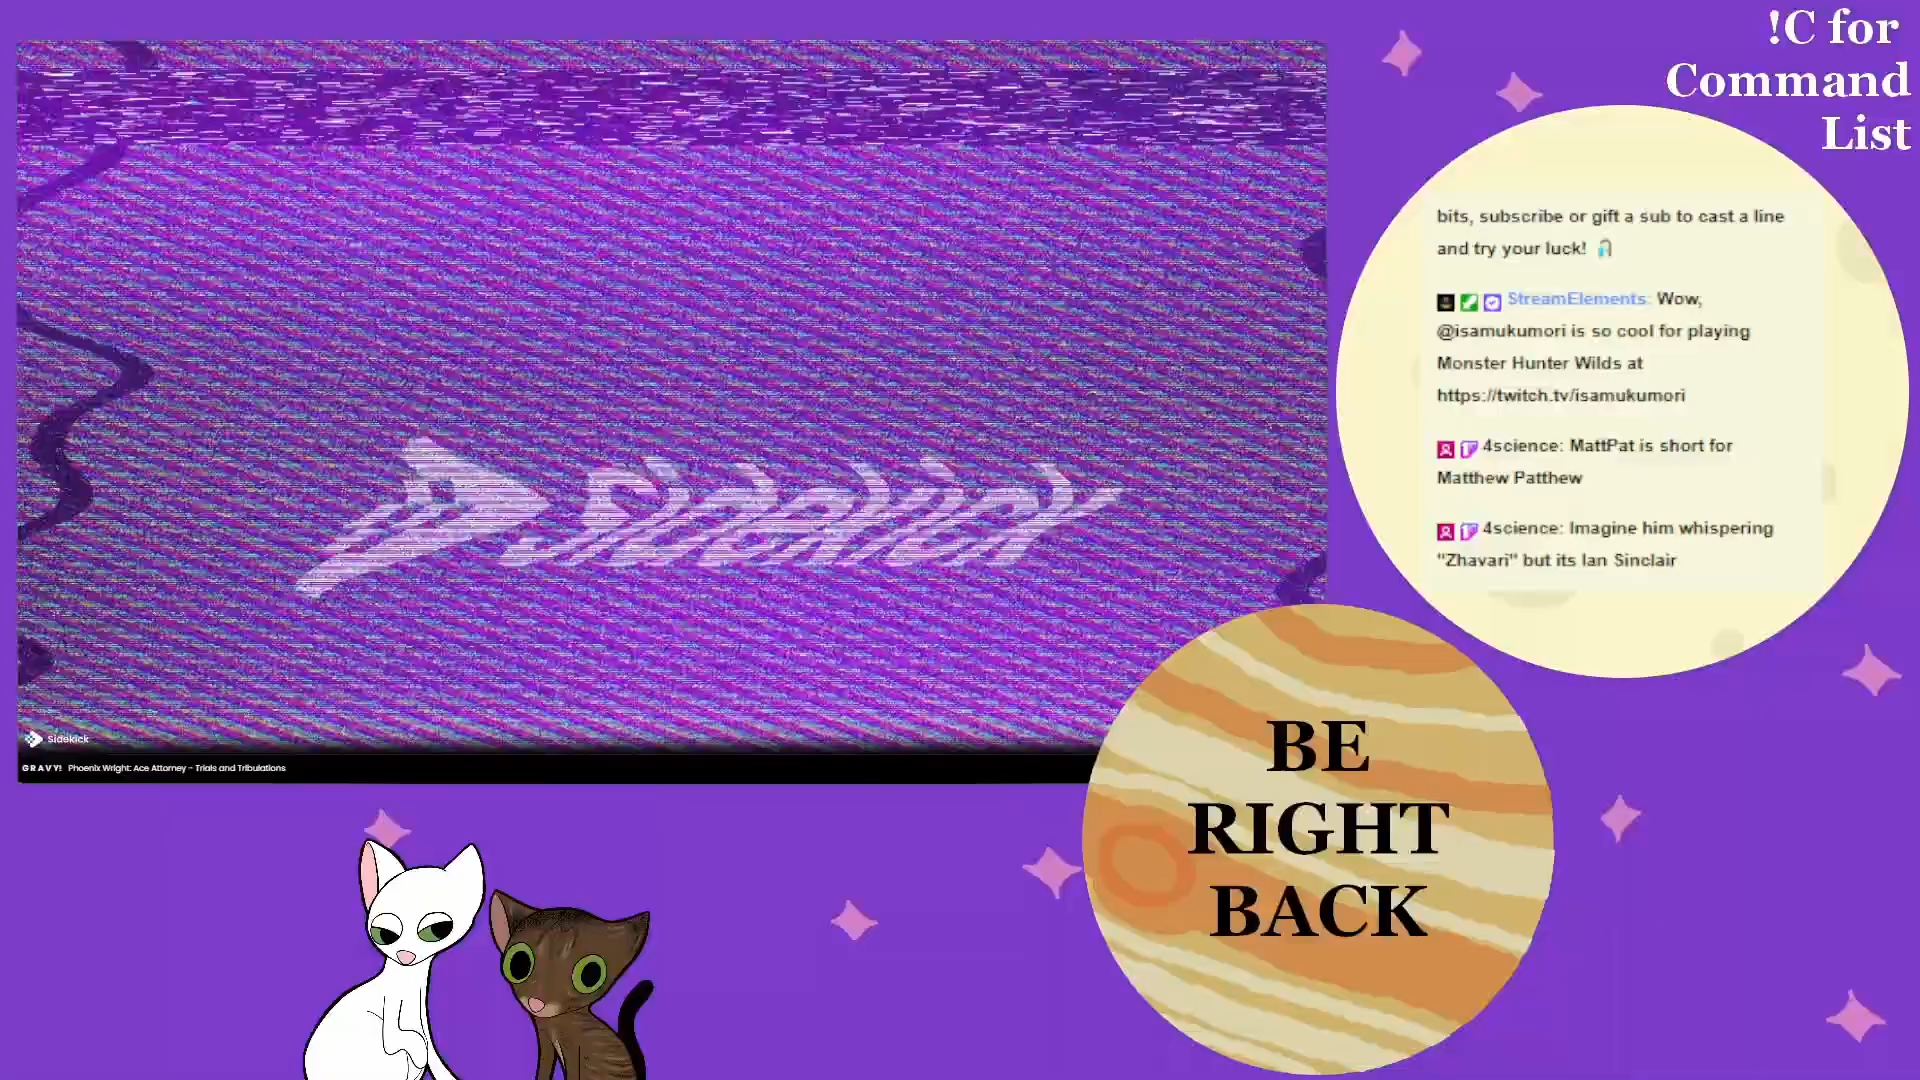 !C for
Command
List
bits, subscribe or gift a sub to cast a line
and try your luck!
StreamElements: Wow,
@isamukumori is so cool for playing
Monster Hunter Wilds at
https://twitch.tv/isamukumori
4science: MattPat is short for
Matthew Patthew
4science: Imagine him whispering
"Zhavari" but its Ian Sinclair
Sidekick
Sidekick
GRAVY! Phoenix Wright: Ace Attorney - Trials and Tribulations
BE
RIGHT
BACK